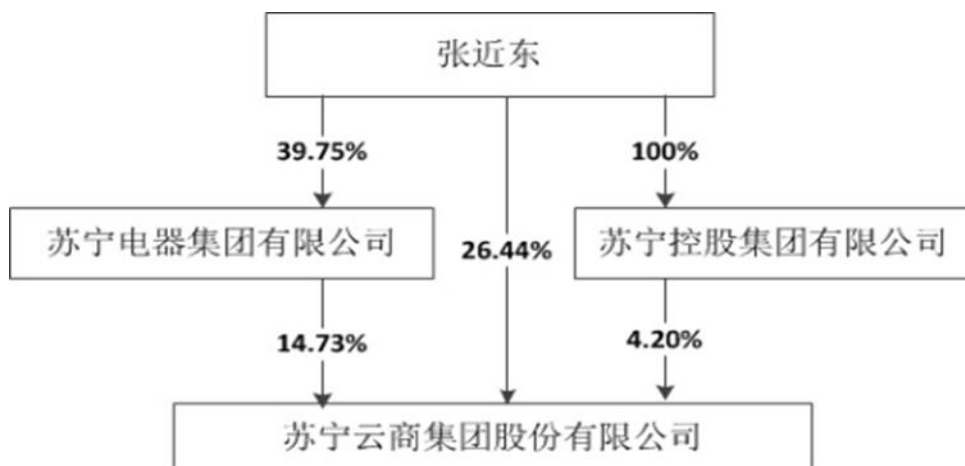 张近东
39.75%
100%
苏宁电器集团有限公司
26.44%
苏宁控股集团有限公司
14.73%
4.20%
苏宁云商集团股份有限公司